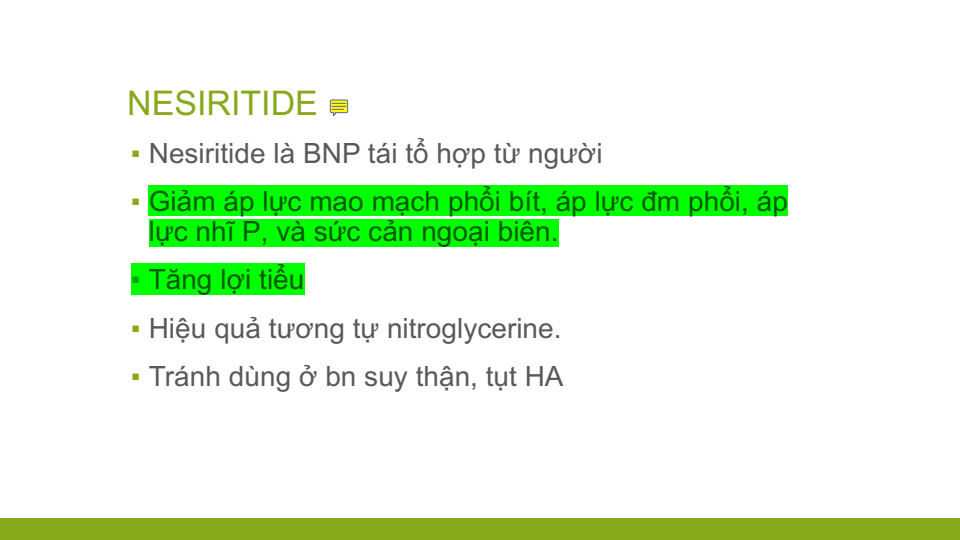 NESIRITIDE
▪ Nesiritide là BNP tái tổ hợp từ người
▪ Giảm áp lực mao mạch phổi bít, áp lực đm phổi, áp
lực nhĩ P, và sức cản ngoại biên.
▪ Tăng lợi tiểu
▪ Hiệu quả tương tự nitroglycerine.
▪ Tránh dùng ở bn suy thận, tụt HA